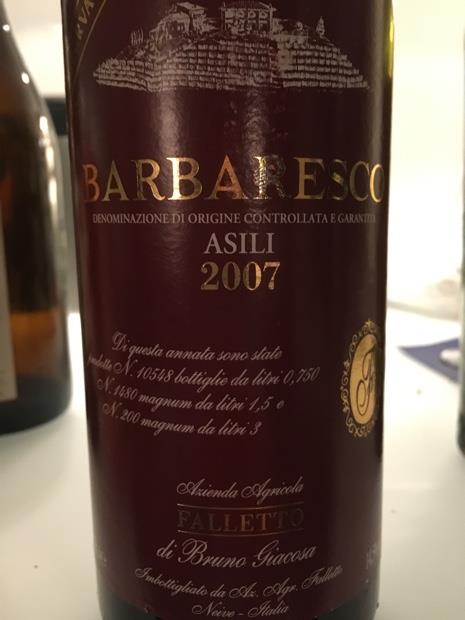 RVA
BARBARESCO
DENOMINAZIONE DI ORIGINE CONTROLLATA E GARANTITA
ASILI
2007
Di questa annata sono state
prodotte N. 10548 bottiglie da litri 0,750
N. 1480 magnum da litri 1,5 e
N. 200 magnum da litri 3
Azienda Agricola
FALLETTO
di Bruno Giacosa
Imbottigliato da Az. Agr. Falletto
Neive - Italia